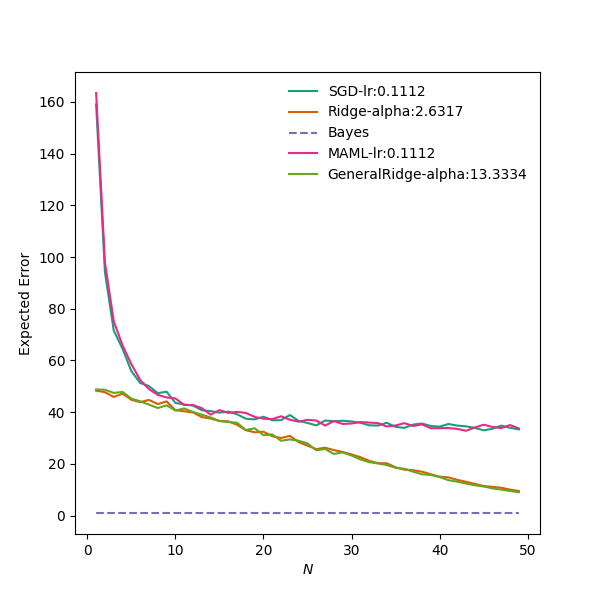 SGD-lr:0.1112
Ridge-alpha:2.6317
Bayes
MAML-lr:0.1112
GeneralRidge-alpha:13.3334
Expected Error
160
140
120
100
80
60
40
20
0
0 10 20 30 40 50
N